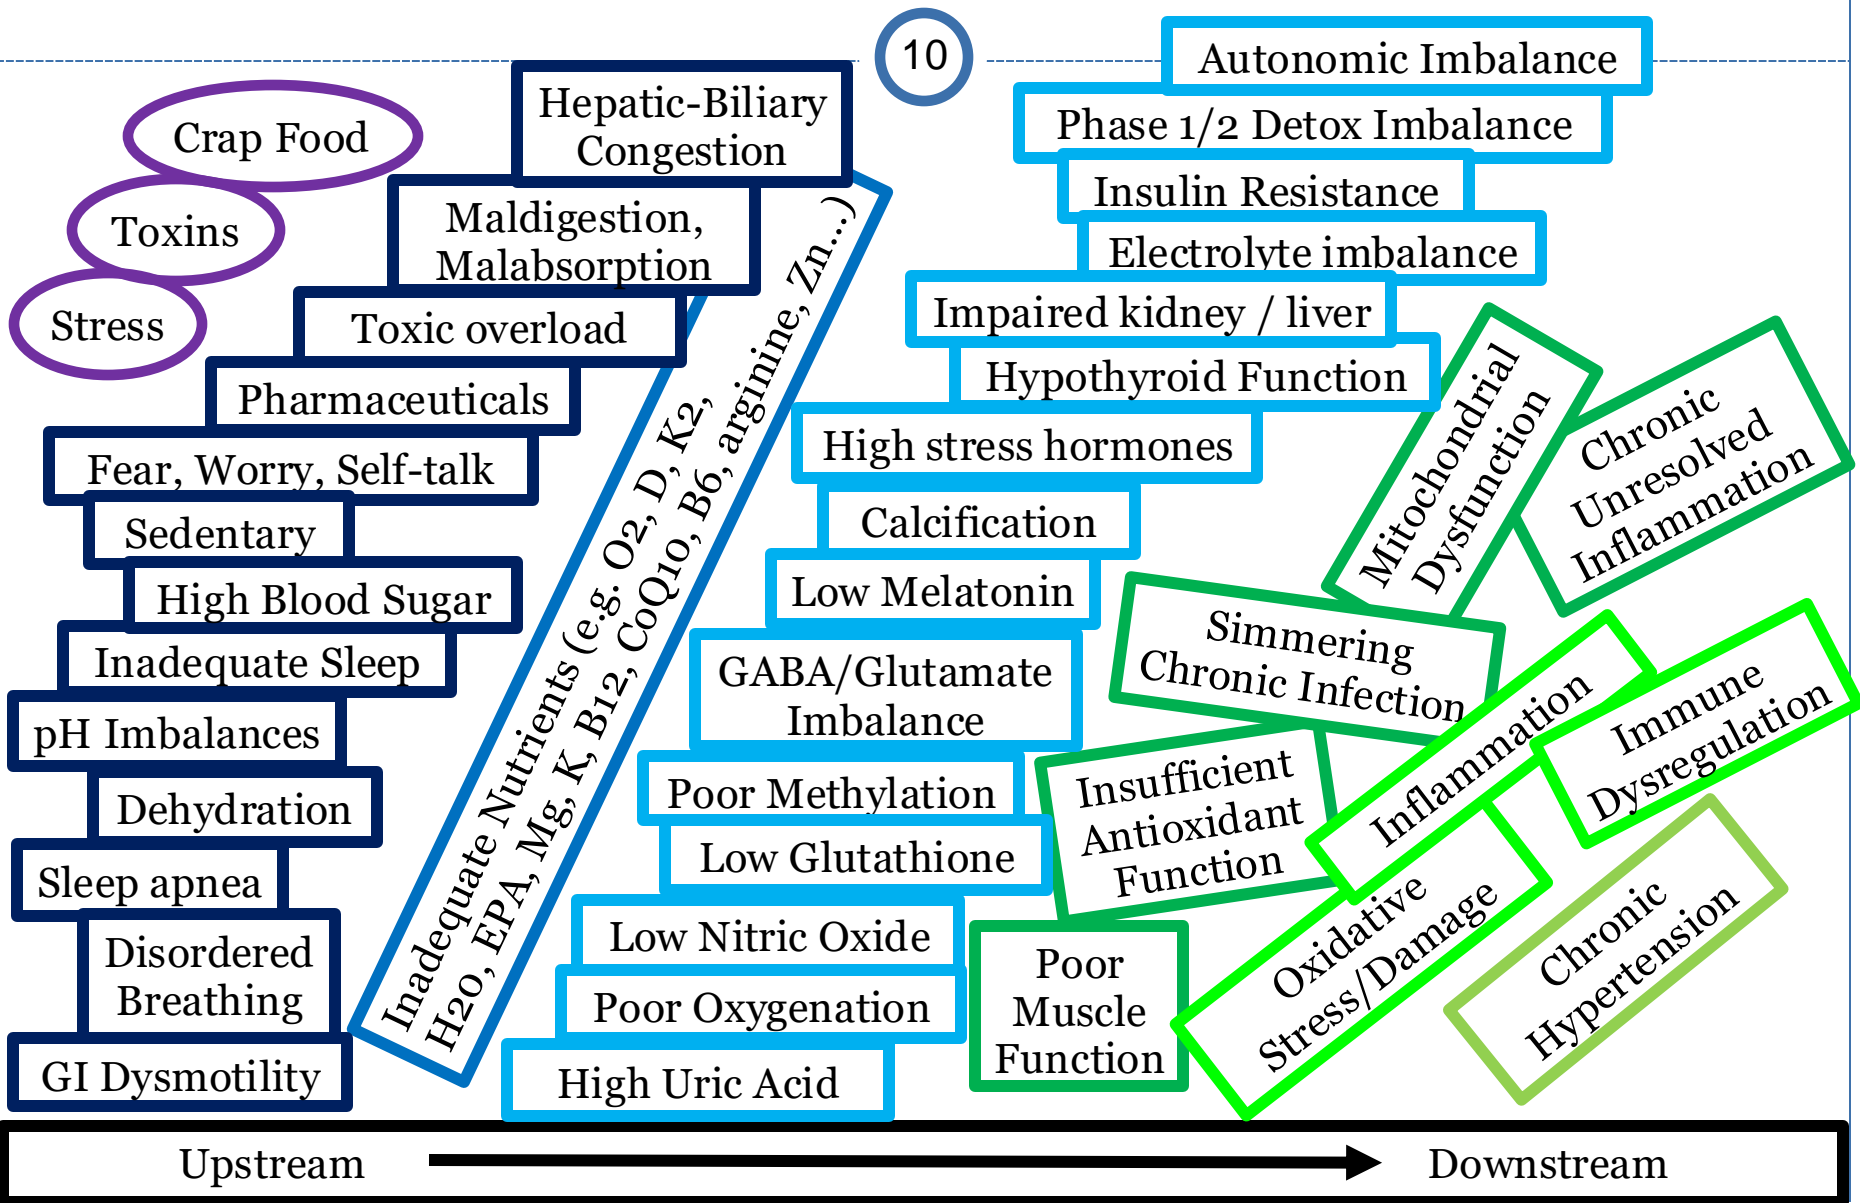 10
Crap Food
Toxins
Stress
Hepatic-Biliary
Congestion
Maldigestion,
Malabsorption
Toxic overload
Pharmaceuticals
Fear, Worry, Self-talk
Sedentary
High Blood Sugar
Inadequate Sleep
pH Imbalances
Dehydration
Sleep apnea
Disordered
Breathing
GI Dysmotility
Inadequate Nutrients (e.g. O2, D, K2,
H20, EPA, Mg, K, B12, CoQ10, B6, arginine, Zn...)
Autonomic Imbalance
Phase 1/2 Detox Imbalance
Insulin Resistance
Electrolyte imbalance
Impaired kidney / liver
Hypothyroid Function
High stress hormones
Calcification
Low Melatonin
GABA/Glutamate
Imbalance
Poor Methylation
Low Glutathione
Low Nitric Oxide
Poor Oxygenation
High Uric Acid
Mitochondrial
Dysfunction
Chronic
Unresolved
Inflammation
Simmering
Chronic Infection
Insufficient
Antioxidant
Function
Poor
Muscle
Function
Inflammation
Immune
Dysregulation
Oxidative
Stress/Damage
Chronic
Hypertension
Upstream
Downstream